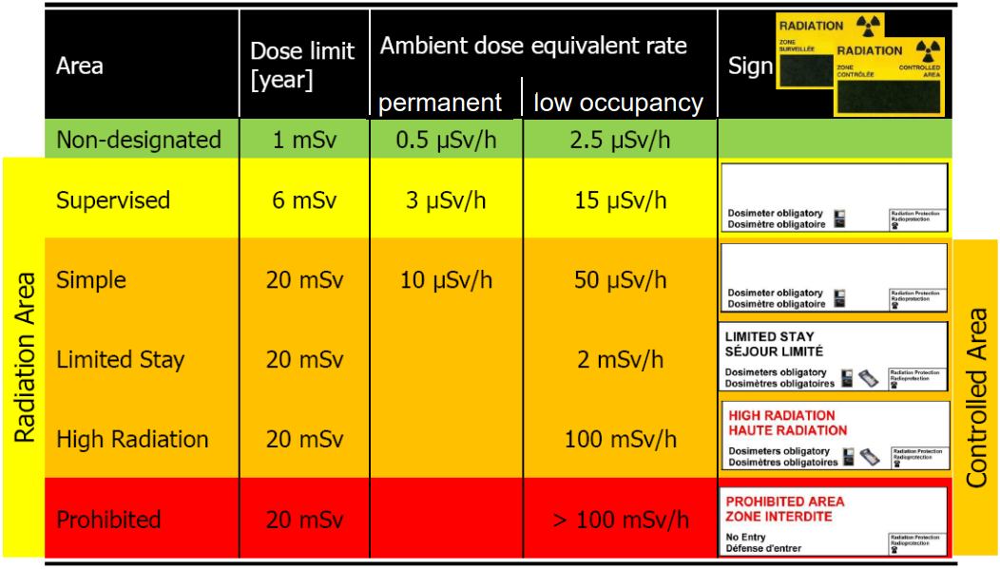 Area
Dose limit
[year]
Ambient dose equivalent rate
permanent
low occupancy
Sign
RADIATION
ZONE
SURVEILLÉE
RADIATION
ZONE
CONTRÔLÉE
CONTROLLED
AREA
Non-designated 1 mSv 0.5 µSv/h 2.5 µSv/h
Radiation Area
Supervised 6 mSv 3 µSv/h 15 µSv/h
Dosimeter obligatory
Dosimètre obligatoire
Radiation Protection
Radioprotection
Simple 20 mSv 10 µSv/h 50 µSv/h
Dosimeter obligatory
Dosimètre obligatoire
Radiation Protection
Radioprotection
Limited Stay 20 mSv 2 mSv/h
LIMITED STAY
SÉJOUR LIMITÉ
Dosimeters obligatory
Dosimètres obligatoires
Radiation Protection
Radioprotection
High Radiation 20 mSv 100 mSv/h
HIGH RADIATION
HAUTE RADIATION
Dosimeters obligatory
Dosimètres obligatoires
Radiation Protection
Radioprotection
Prohibited 20 mSv > 100 mSv/h
PROHIBITED AREA
ZONE INTERDITE
No Entry
Défense d'entrer
Radiation Protection
Radioprotection
Controlled Area